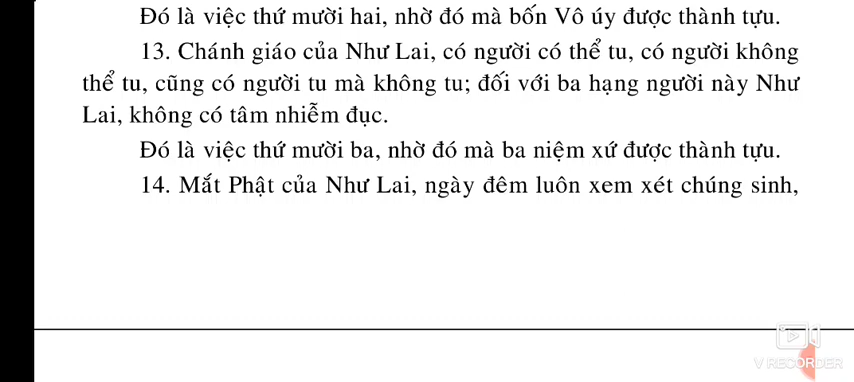 Đó là việc thứ mười hai, nhờ đó mà bốn Vô úy được thành tựu.
13. Chánh giáo của Như Lai, có người có thể tu, có người không
thể tu, cũng có người tu mà không tu; đối với ba hạng người này Như
Lai, không có tâm nhiễm đục.
Đó là việc thứ mười ba, nhờ đó mà ba niệm xứ được thành tựu.
14. Mắt Phật của Như Lai, ngày đêm luôn xem xét chúng sinh,
V RECORDER